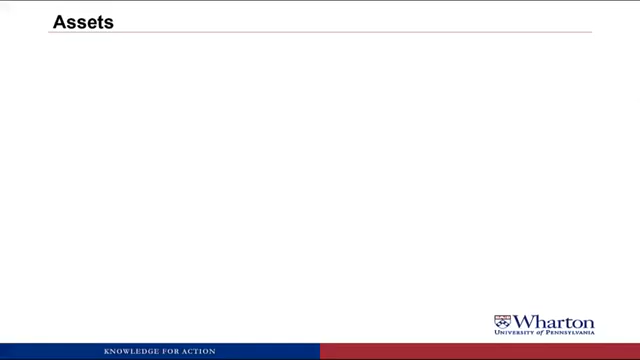 Assets
Wharton
UNIVERSITY OF PENNSYLVANIA
KNOWLEDGE FOR ACTION